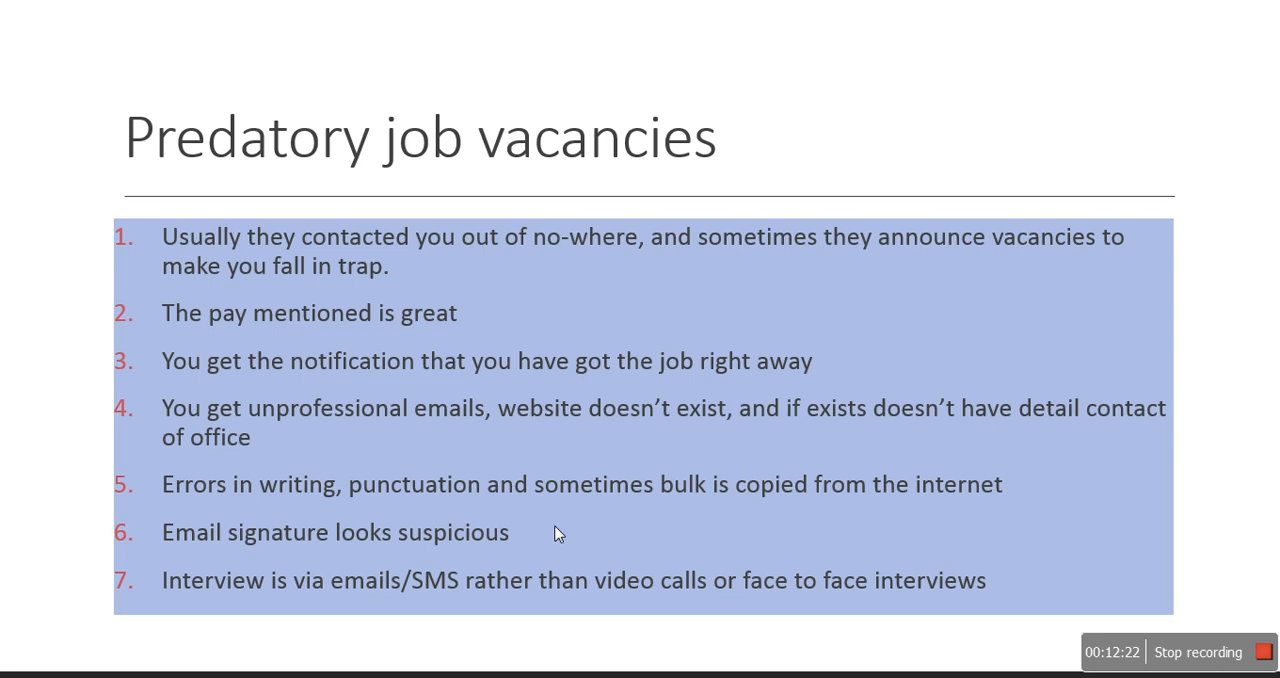 Predatory job vacancies
1. Usually they contacted you out of no-where, and sometimes they announce vacancies to
make you fall in trap.
2. The pay mentioned is great
3. You get the notification that you have got the job right away
4. You get unprofessional emails, website doesn’t exist, and if exists doesn’t have detail contact
of office
5. Errors in writing, punctuation and sometimes bulk is copied from the internet
6. Email signature looks suspicious
7. Interview is via emails/SMS rather than video calls or face to face interviews
00:12:22 Stop recording